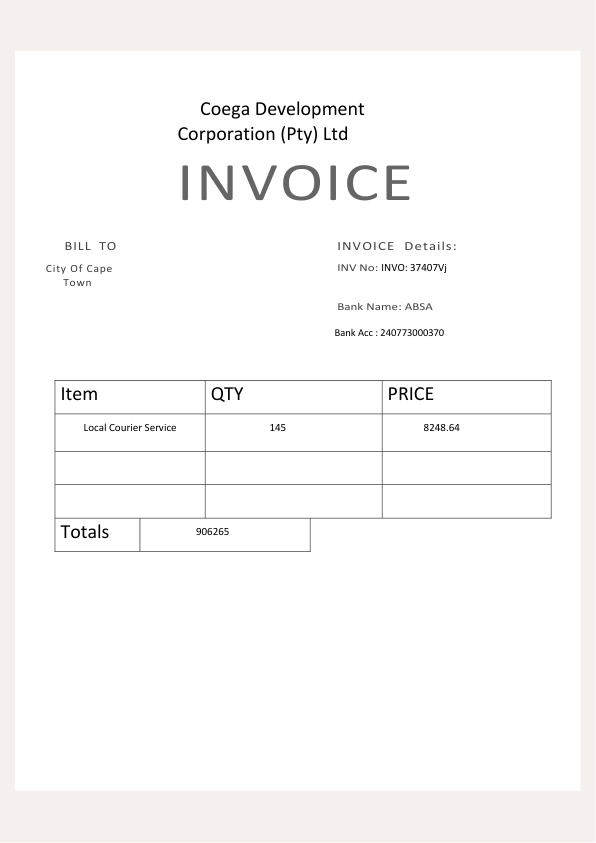 Coega Development
Corporation (Pty) Ltd
INVOICE
BILL TO
City Of Cape
Town
INVOICE Details:
INV No: INVO: 37407Vj
Bank Name: ABSA
Bank Acc : 240773000370
Item QTY PRICE
Local Courier Service 145 8248.64
Totals 906265